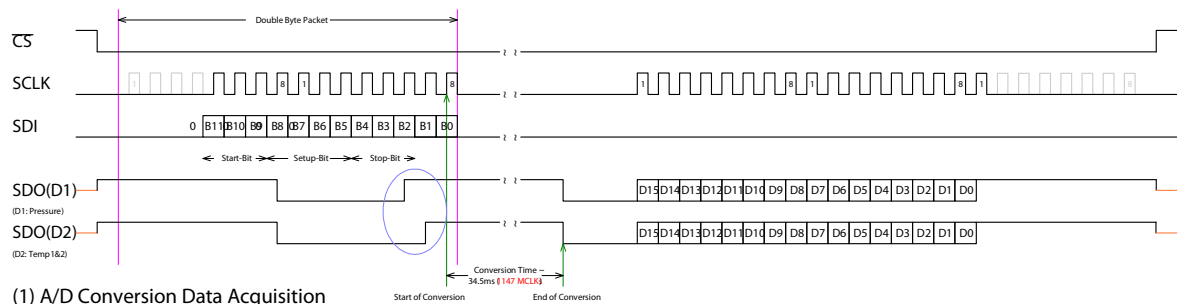 Double Byte Packet
CS
SCLK 1 8 1 8 1 8 1 8 1 8
SDI 0 B11 0 B10 B9 0 B8 0 B7 B6 B5 B4 B3 B2 B1 B0
Start-Bit Setup-Bit Stop-Bit
SDO(D1) D15 D14 D13 D12 D11 D10 D9 D8 D7 D6 D5 D4 D3 D2 D1 D0
(D1: Pressure)
SDO(D2) D15 D14 D13 D12 D11 D10 D9 D8 D7 D6 D5 D4 D3 D2 D1 D0
(D2: Temp1&2)
Conversion Time ~
34.5ms (1147 MCLK)
Start of Conversion End of Conversion
(1) A/D Conversion Data Acquisition